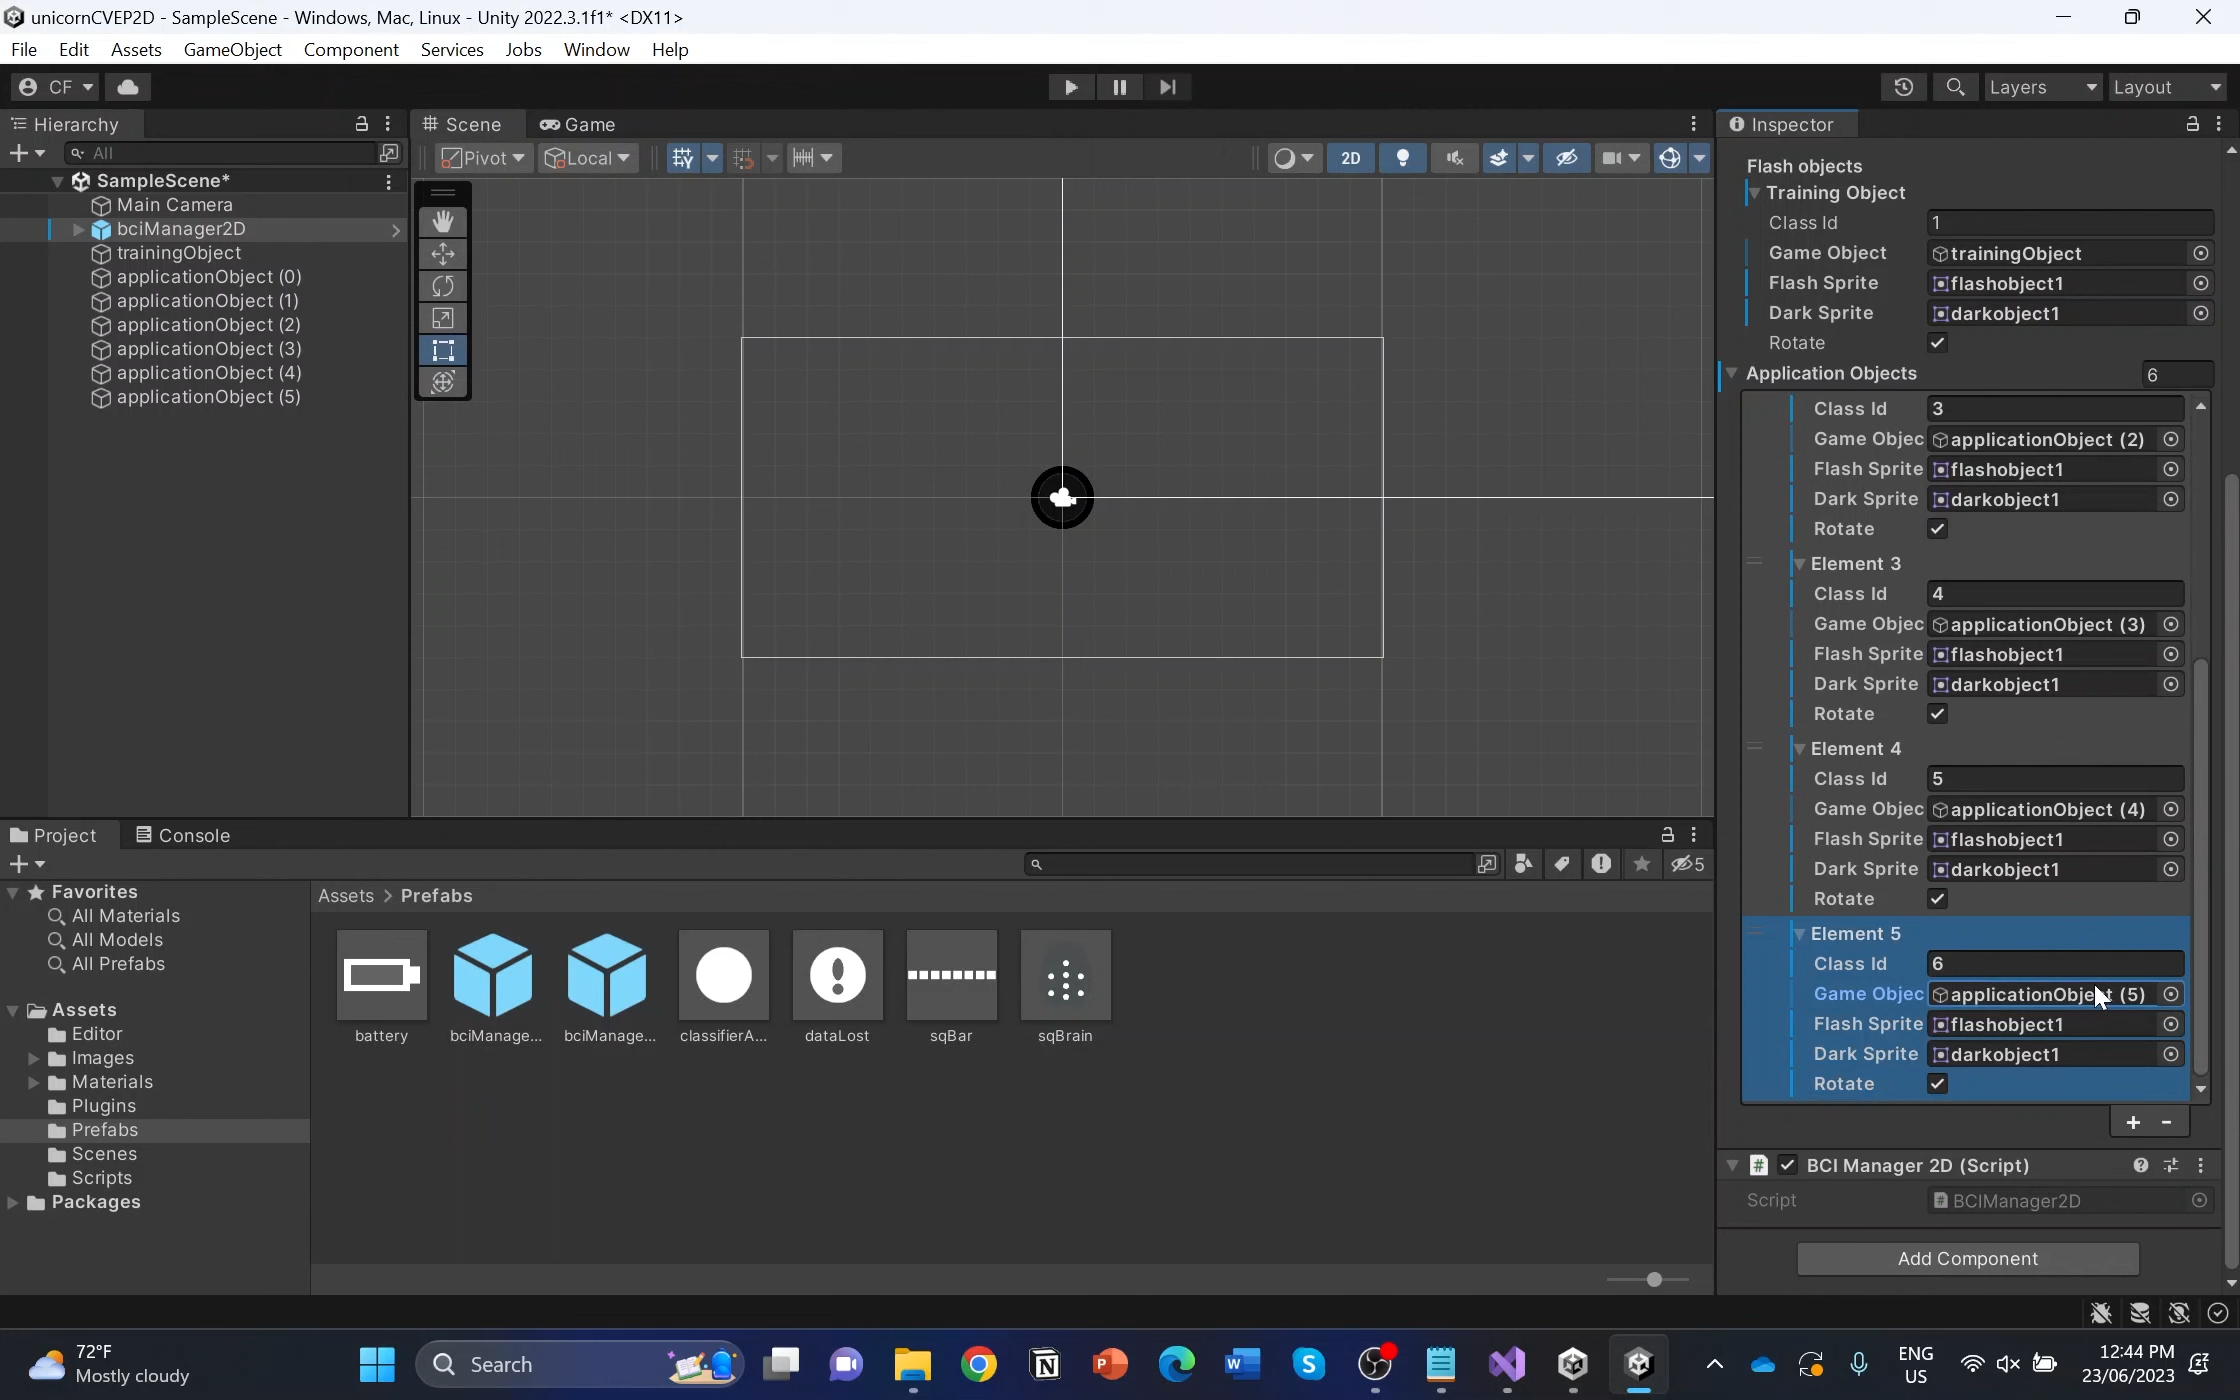 unicornCVEP2D - SampleScene - Windows, Mac, Linux - Unity 2022.3.1f1* <DX11>
File Edit Assets GameObject Component Services Jobs Window Help
CF
Layers
Layout
Hierarchy
All
SampleScene*
Main Camera
bciManager2D
trainingObject
applicationObject (0)
applicationObject (1)
applicationObject (2)
applicationObject (3)
applicationObject (4)
applicationObject (5)
Scene
Game
Pivot
Local
2D
Inspector
Flash objects
Training Object
Class Id 1
Game Object trainingObject
Flash Sprite flashobject1
Dark Sprite darkobject1
Rotate
Application Objects 6
Class Id 3
Game Objec applicationObject (2)
Flash Sprite flashobject1
Dark Sprite darkobject1
Rotate
Element 3
Class Id 4
Game Objec applicationObject (3)
Flash Sprite flashobject1
Dark Sprite darkobject1
Rotate
Element 4
Class Id 5
Game Objec applicationObject (4)
Flash Sprite flashobject1
Dark Sprite darkobject1
Rotate
Element 5
Class Id 6
Game Objec applicationObject (5)
Flash Sprite flashobject1
Dark Sprite darkobject1
Rotate
+ -
BCI Manager 2D (Script)
Script BCIManager2D
Add Component
Project
Console
5
Favorites
All Materials
All Models
All Prefabs
Assets
Editor
Images
Materials
Plugins
Prefabs
Scenes
Scripts
Packages
Assets > Prefabs
battery
bciManage...
bciManage...
classifierA...
dataLost
sqBar
sqBrain
72°F
Mostly cloudy
Search
ENG
US
12:44 PM
23/06/2023